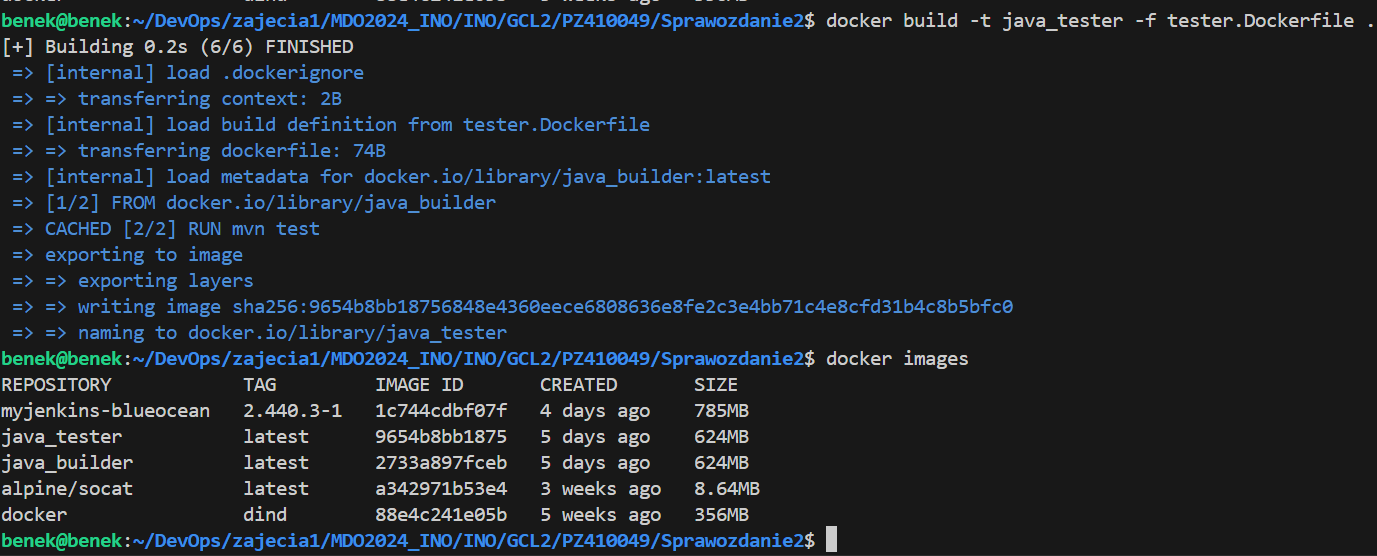 benek@benek:~/DevOps/zajecia1/MDO2024_INO/INO/GCL2/PZ410049/Sprawozdanie2$ docker build -t java_tester -f tester.Dockerfile .
[+] Building 0.2s (6/6) FINISHED
=> [internal] load .dockerignore
=> => transferring context: 2B
=> [internal] load build definition from tester.Dockerfile
=> => transferring dockerfile: 74B
=> [internal] load metadata for docker.io/library/java_builder:latest
=> [1/2] FROM docker.io/library/java_builder
=> CACHED [2/2] RUN mvn test
=> exporting to image
=> => exporting layers
=> => writing image sha256:9654b8bb18756848e4360eece6808636e8fe2c3e4bb71c4e8cfd31b4c8b5bfc0
=> => naming to docker.io/library/java_tester
benek@benek:~/DevOps/zajecia1/MDO2024_INO/INO/GCL2/PZ410049/Sprawozdanie2$ docker images
REPOSITORY TAG IMAGE ID CREATED SIZE
myjenkins-blueocean 2.440.3-1 1c744cdbf07f 4 days ago 785MB
java_tester latest 9654b8bb1875 5 days ago 624MB
java_builder latest 2733a897fceb 5 days ago 624MB
alpine/socat latest a342971b53e4 3 weeks ago 8.64MB
docker dind 88e4c241e05b 5 weeks ago 356MB
benek@benek:~/DevOps/zajecia1/MDO2024_INO/INO/GCL2/PZ410049/Sprawozdanie2$